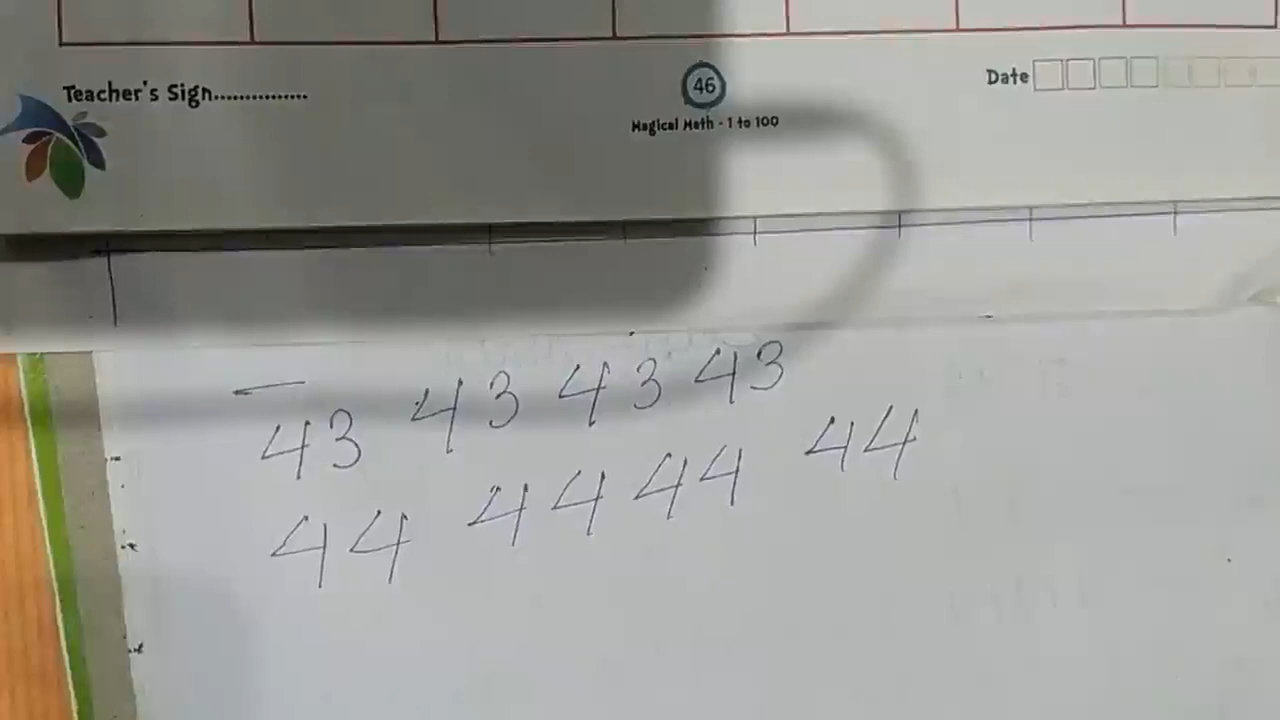 Teacher's Sign............... 46 Date
Magical Math - 1 to 100
43 43 43 43
44 44 44 44